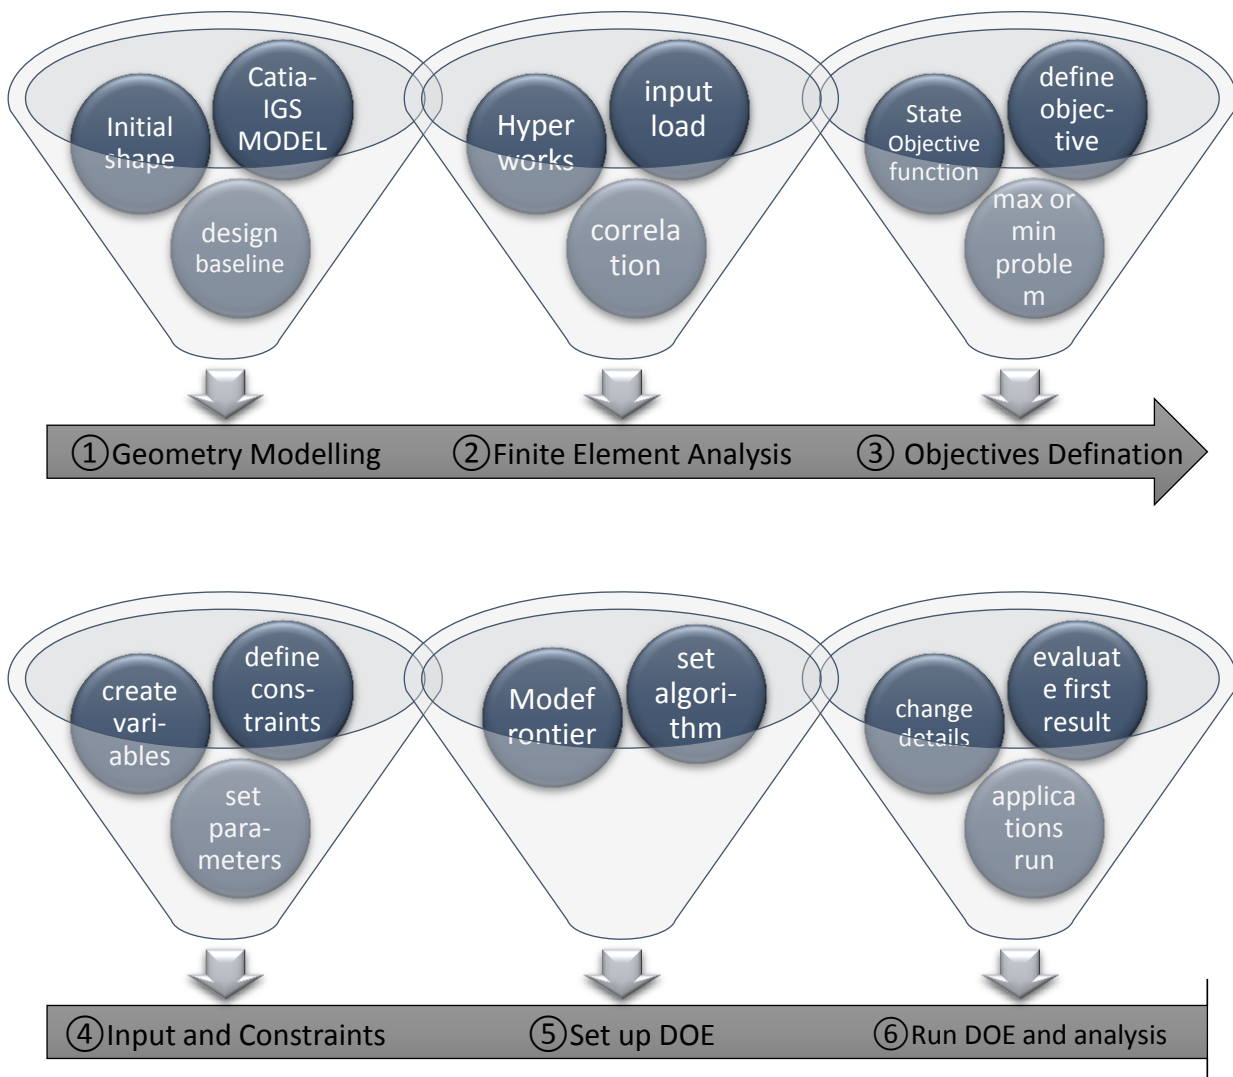 Initial
shape
Catia-
IGS
MODEL
design
baseline
Hyper
works
input
load
correla
tion
State
Objective
function
define
objec-
tive
max or
min
proble
m
①Geometry Modelling
②Finite Element Analysis
③ Objectives Defination
create
vari-
ables
define
cons-
traints
set
para-
meters
Modef
rontier
set
algori-
thm
change
details
evaluat
e first
result
applica
tions
run
④Input and Constraints
⑤Set up DOE
⑥Run DOE and analysis